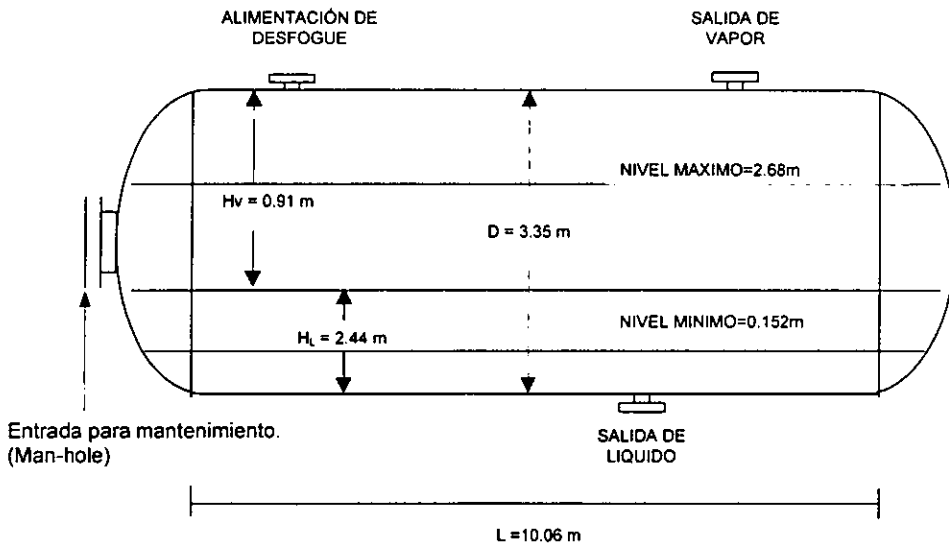 ALIMENTACIÓN DE
DESFOGUE
SALIDA DE
VAPOR
NIVEL MAXIMO=2.68m
Hv = 0.91 m
D = 3.35 m
NIVEL MINIMO=0.152m
HL = 2.44 m
Entrada para mantenimiento.
(Man-hole)
SALIDA DE
LIQUIDO
L =10.06 m